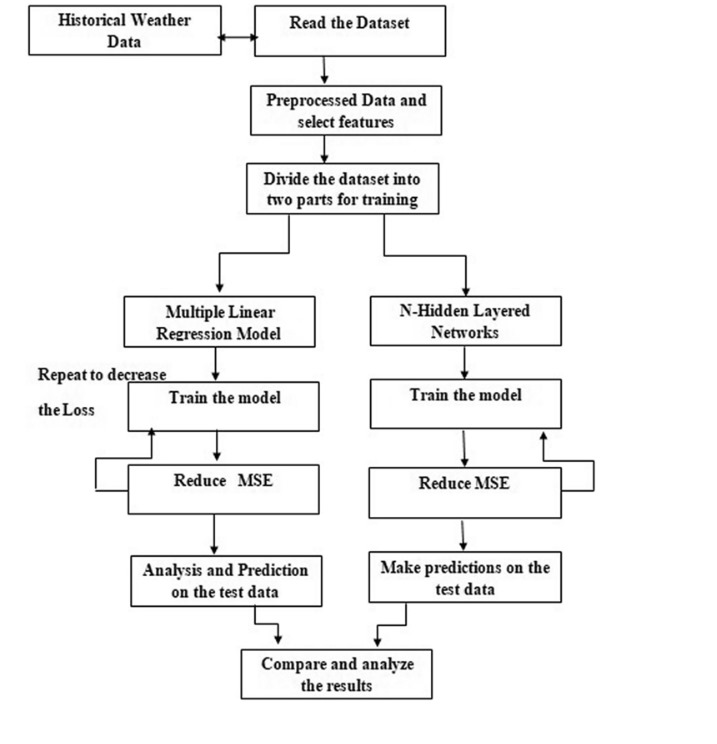 Historical Weather
Data
Read the Dataset
Preprocessed Data and
select features
Divide the dataset into
two parts for training
Multiple Linear
Regression Model
N-Hidden Layered
Networks
Repeat to decrease
the Loss
Train the model
Train the model
Reduce MSE
Reduce MSE
Analysis and Prediction
on the test data
Make predictions on the
test data
Compare and analyze
the results